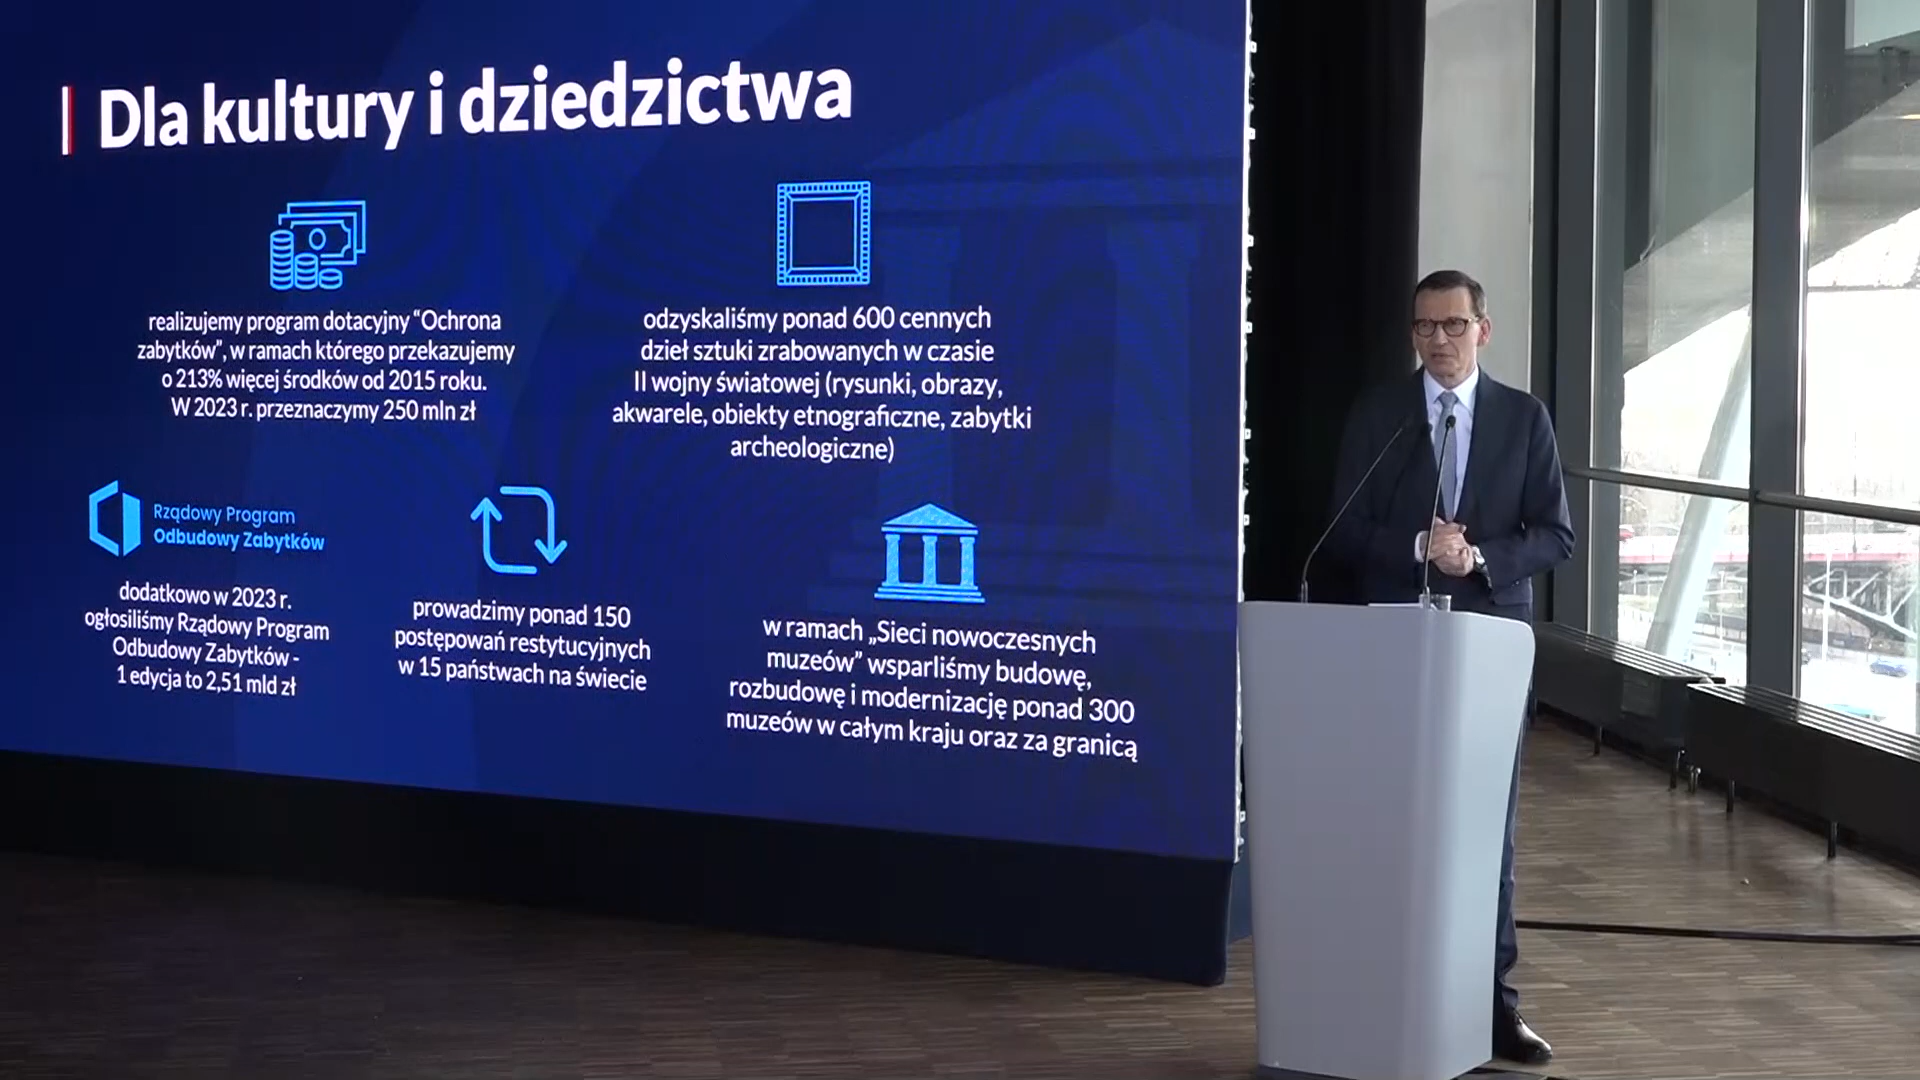 Dla kultury i dziedzictwa
realizujemy program dotacyjny “Ochrona
zabytków”, w ramach którego przekazujemy
o 213% więcej środków od 2015 roku.
W 2023 r. przeznaczymy 250 mln zł
odzyskaliśmy ponad 600 cennych
dzieł sztuki zrabowanych w czasie
II wojny światowej (rysunki, obrazy,
akwarele, obiekty etnograficzne, zabytki
archeologiczne)
Rządowy Program
Odbudowy Zabytków
dodatkowo w 2023 r.
ogłosiliśmy Rządowy Program
Odbudowy Zabytków -
1 edycja to 2,51 mld zł
prowadzimy ponad 150
postępowań restytucyjnych
w 15 państwach na świecie
w ramach „Sieci nowoczesnych
muzeów” wsparliśmy budowę,
rozbudowę i modernizację ponad 300
muzeów w całym kraju oraz za granicą